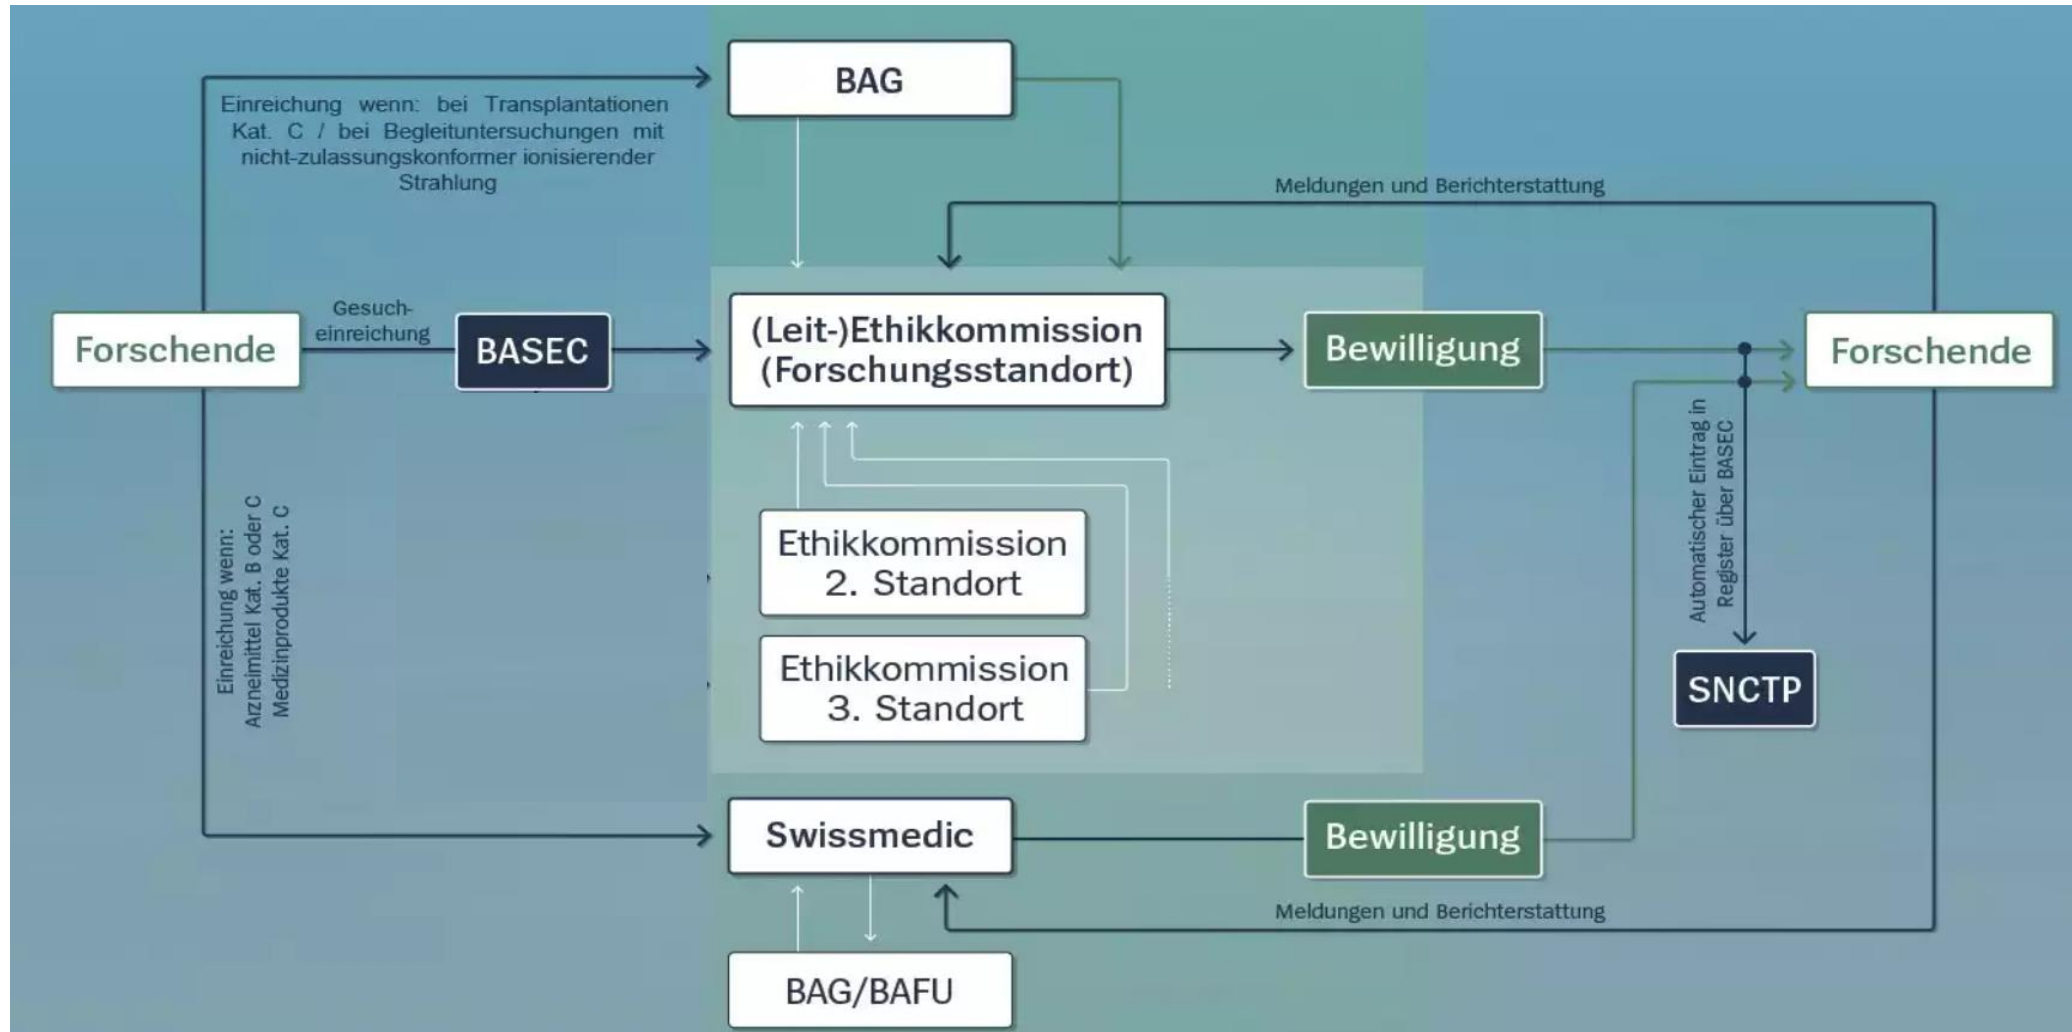 BAG
Einreichung wenn: bei Transplantationen
Kat. C / bei Begleituntersuchungen mit
nicht-zulassungskonformer ionisierender
Strahlung
Meldungen und Berichterstattung
Forschende
Gesuch-
einreichung
BASEC
(Leit-)Ethikkommission
(Forschungsstandort)
Bewilligung
Forschende
Automatischer Eintrag in
Register über BASEC
Einreichung wenn:
Arzneimittel Kat. B oder C
Medizinprodukte Kat. C
Ethikkommission
2. Standort
Ethikkommission
3. Standort
SNCTP
Swissmedic
Bewilligung
Meldungen und Berichterstattung
BAG/BAFU